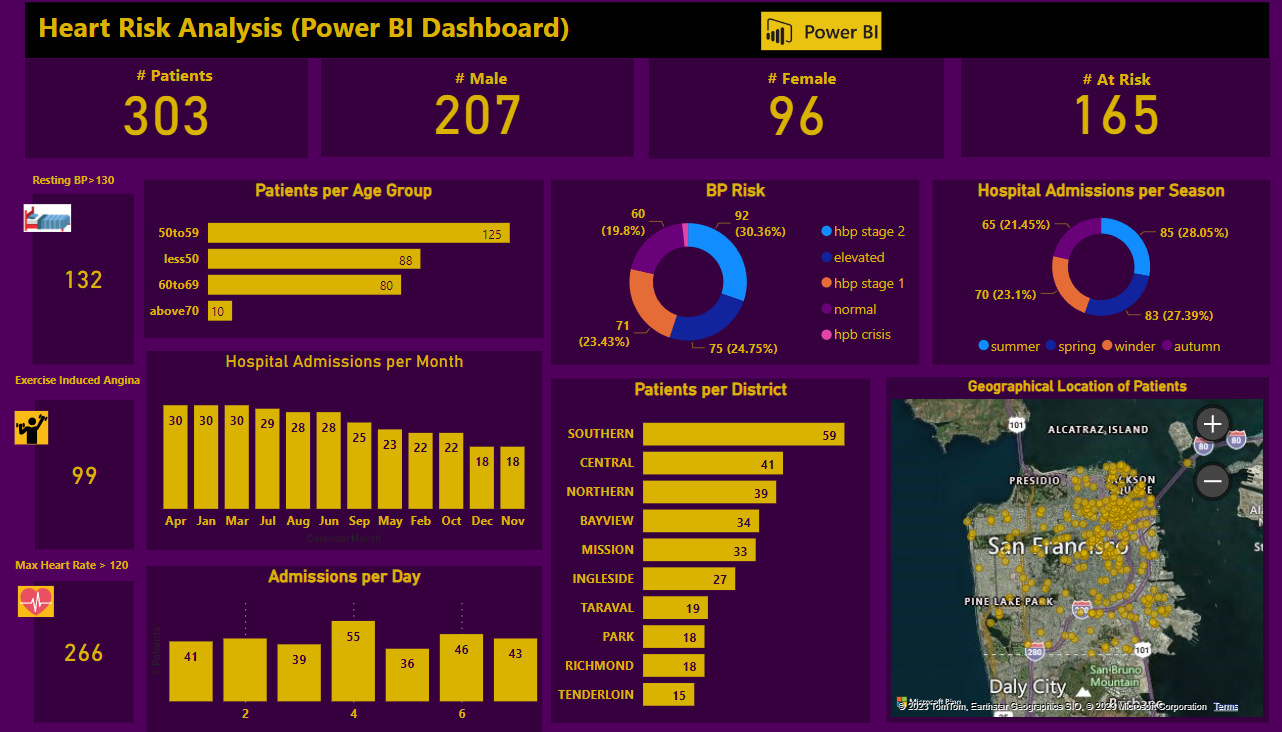 Heart Risk Analysis (Power BI Dashboard)
Power BI
# Patients
303
# Male
207
# Female
96
# At Risk
165
Resting BP>130
132
Exercise Induced Angina
99
Max Heart Rate > 120
266
Patients per Age Group
50to59 125
less50 88
60to69 80
above70 10
Hospital Admissions per Month
30 30 30 29 28 28 25 23 22 22 18 18
Apr Jan Mar Jul Aug Jun Sep May Feb Oct Dec Nov
Calendar Month
Admissions per Day
# Patients
41 39 55 36 46 43
2 4 6
BP Risk
60
(19.8%)
92
(30.36%)
71
(23.43%)
75 (24.75%)
hbp stage 2
elevated
hbp stage 1
normal
hpb crisis
Hospital Admissions per Season
65 (21.45%)
85 (28.05%)
70 (23.1%)
83 (27.39%)
summer spring winder autumn
Patients per District
SOUTHERN 59
CENTRAL 41
NORTHERN 39
BAYVIEW 34
MISSION 33
INGLESIDE 27
TARAVAL 19
PARK 18
RICHMOND 18
TENDERLOIN 15
Geographical Location of Patients
101
ALCATRAZ ISLAND
+
80
80
PRESIDIO
−
San Francisco
PINE LAKE PARK
280
101
San Bruno
Mountain
Daly City
Microsoft Bing
© 2023 TomTom, Earthstar Geographics SIO, © 2023 Microsoft Corporation Terms